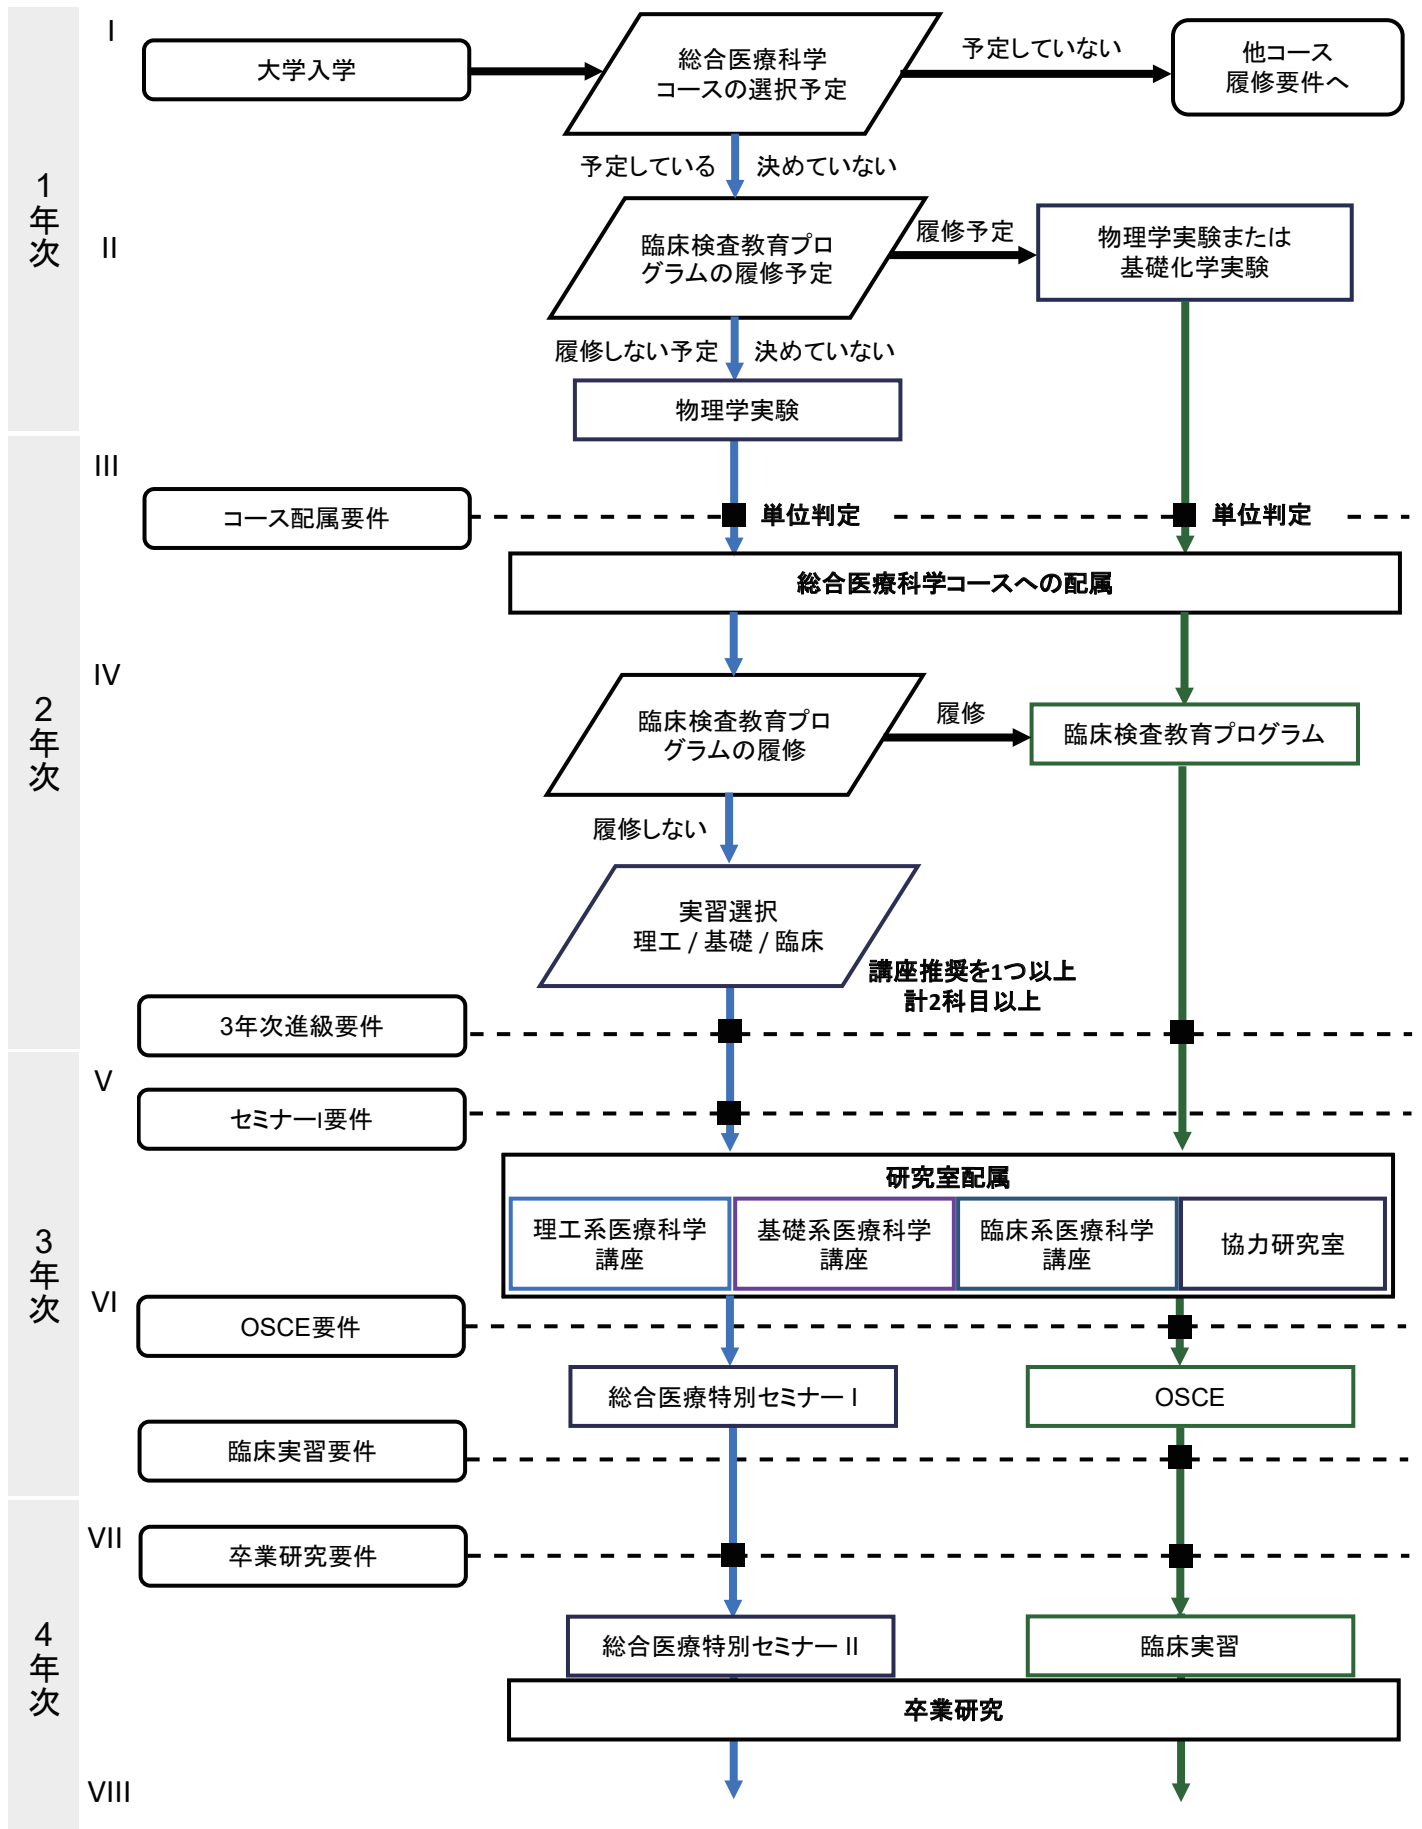 1
年
次
I
大学入学
総合医療科学
コースの選択予定
予定していない
他コース
履修要件へ
予定している
決めていない
II
臨床検査教育プロ
グラムの履修予定
履修予定
物理学実験または
基礎化学実験
履修しない予定
決めていない
物理学実験
2
年
次
III
コース配属要件
単位判定
単位判定
総合医療科学コースへの配属
IV
臨床検査教育プロ
グラムの履修
履修
臨床検査教育プログラム
履修しない
実習選択
理工 / 基礎 / 臨床
講座推奨を1つ以上
計2科目以上
3年次進級要件
3
年
次
V
セミナーI要件
研究室配属
理工系医療科学
講座
基礎系医療科学
講座
臨床系医療科学
講座
協力研究室
VI
OSCE要件
総合医療特別セミナー I
OSCE
臨床実習要件
4
年
次
VII
卒業研究要件
総合医療特別セミナー II
臨床実習
卒業研究
VIII